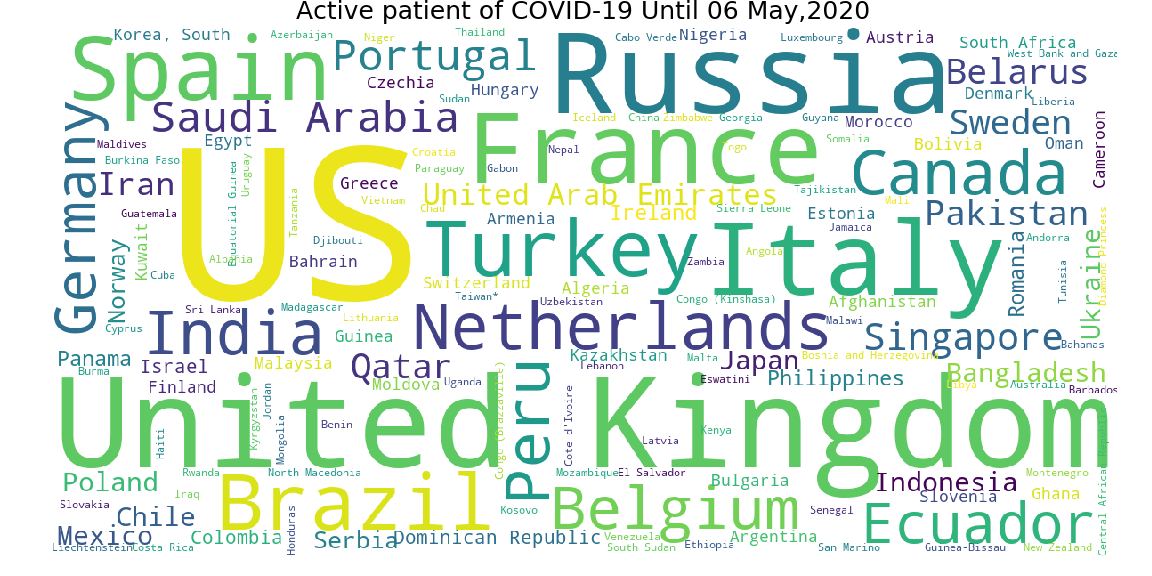 Active patient of COVID-19 Until 06 May,2020
Korea, South
Azerbaijan
Niger
Thailand
Cabo Verde
Nigeria
Luxembourg
Austria
South Africa
West Bank and Gaza
Spain
Portugal
Russia
Belarus
Czechia
Hungary
Sudan
Denmark
Liberia
Saudi Arabia
France
Iceland
China
Zimbabwe
Georgia
Guyana
Morocco
Sweden
Germany
Maldives
Egypt
Croatia
Nepal
Togo
Somalia
Bolivia
Oman
Cameroon
Burkina Faso
Equatorial Guinea
Uruguay
Paraguay
Gabon
Iran
US
Greece
United Arab Emirates
Tajikistan
Canada
Vietnam
Mali
Guatemala
Tanzania
Chad
Armenia
Ireland
Sierra Leone
Estonia
Jamaica
Pakistan
Diamond Princess
Norway
Kuwait
Djibouti
Turkey
Italy
Andorra
Ukraine
Romania
Cuba
Albania
Bahrain
Zambia
Angola
Tunisia
Switzerland
Algeria
Taiwan*
Uzbekistan
Congo (Kinshasa)
Afghanistan
Sri Lanka
Madagascar
Lithuania
Cyprus
India
Guinea
Netherlands
Malawi
Singapore
Bahamas
Panama
Burma
Israel
Malaysia
Qatar
Kazakhstan
Lebanon
Malta
Japan
Bosnia and Herzegovina
Bangladesh
Finland
Moldova
Uganda
Peru
Eswatini
Philippines
Libya
Australia
Barbados
United Kingdom
Kyrgyzstan
Jordan
Mongolia
Haiti
Benin
Congo (Brazzaville)
Cote d'Ivoire
Latvia
Kenya
Central African Republic
Poland
Rwanda
North Macedonia
Mozambique
El Salvador
Bulgaria
Indonesia
Montenegro
Slovakia
Iraq
Brazil
Kosovo
Belgium
Senegal
Slovenia
Ghana
Mexico
Chile
Colombia
Honduras
Serbia
Dominican Republic
Venezuela
Argentina
Ecuador
Liechtenstein
Costa Rica
South Sudan
Ethiopia
San Marino
Guinea-Bissau
New Zealand